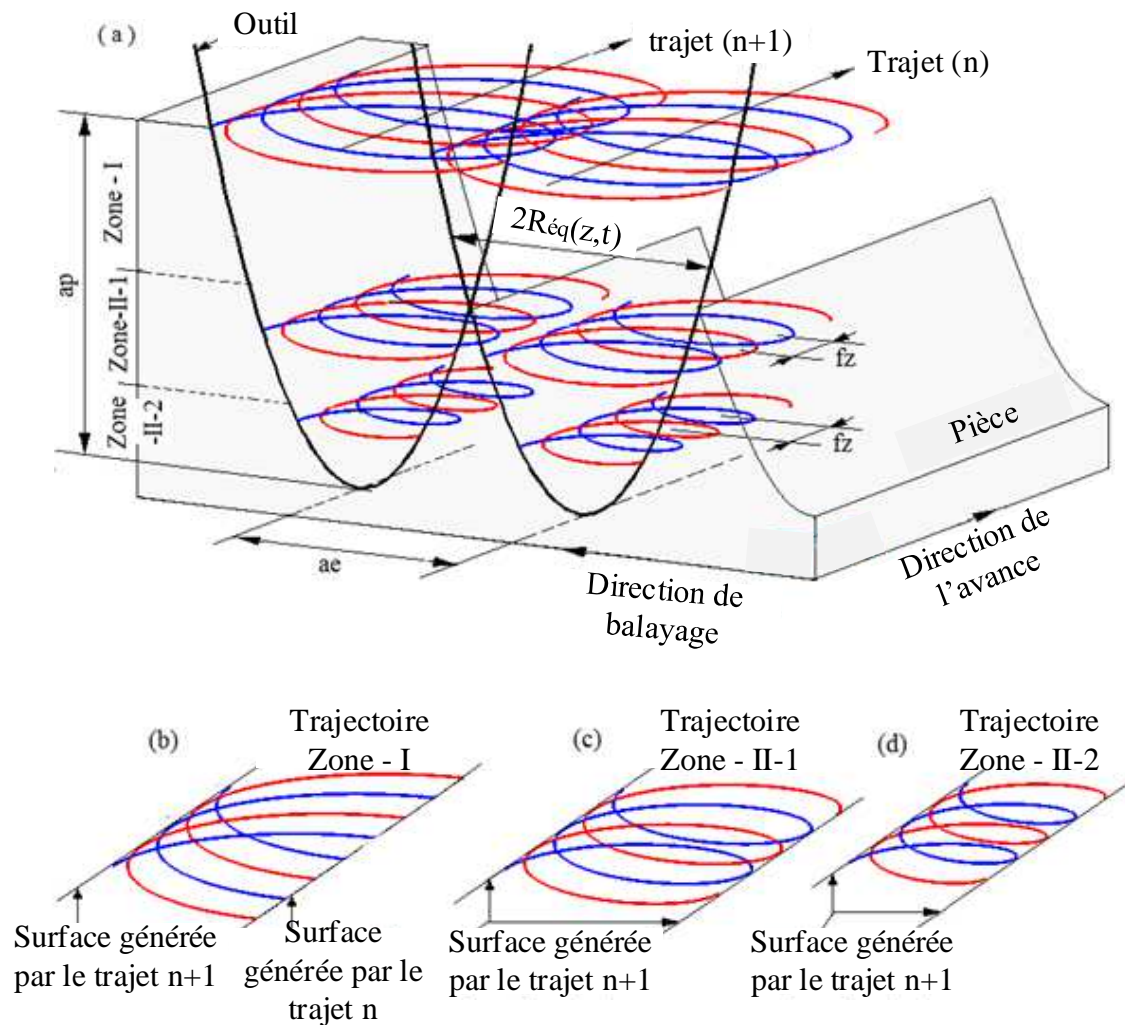 (a)
Outil
trajet (n+1)
Trajet (n)
2Réq(z,t)
ap
Zone - I
Zone-II-1
Zone
-II-2
fz
fz
Pièce
ae
Direction de
balayage
Direction de
l'avance
(b)
Trajectoire
Zone - I
(c)
Trajectoire
Zone - II-1
(d)
Trajectoire
Zone - II-2
Surface générée
par le trajet n+1
Surface
générée par le
trajet n
Surface générée
par le trajet n+1
Surface générée
par le trajet n+1